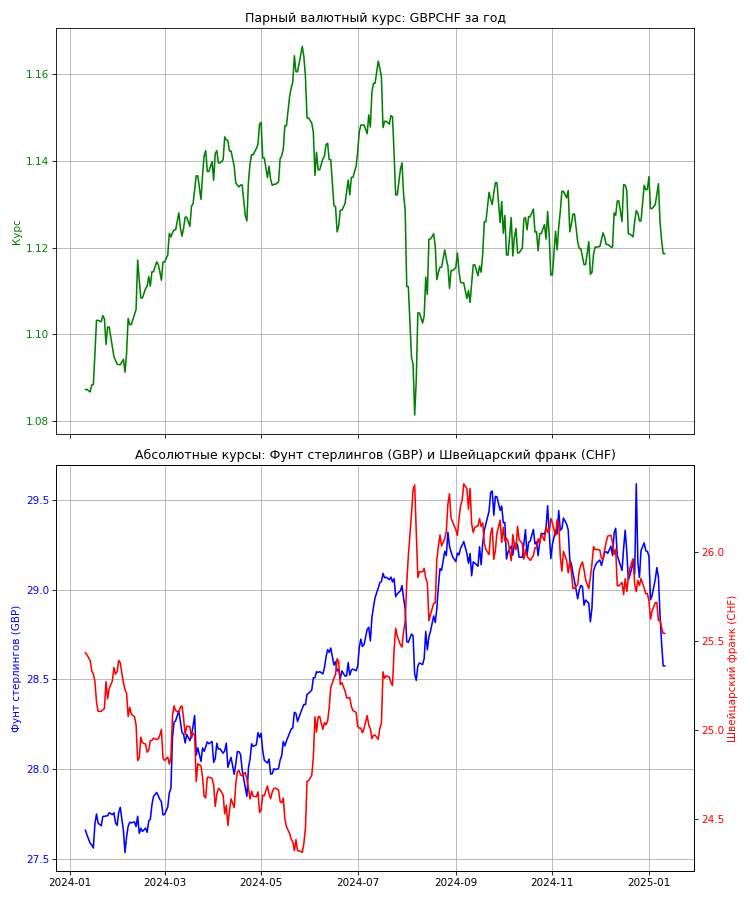 Парный валютный курс: GBPCHF за год
1.16
1.14
1.12
1.10
1.08
Курс
Абсолютные курсы: Фунт стерлингов (GBP) и Швейцарский франк (CHF)
29.5
29.0
28.5
28.0
27.5
Фунт стерлингов (GBP)
26.0
25.5
25.0
24.5
Швейцарский франк (CHF)
2024-01 2024-03 2024-05 2024-07 2024-09 2024-11 2025-01